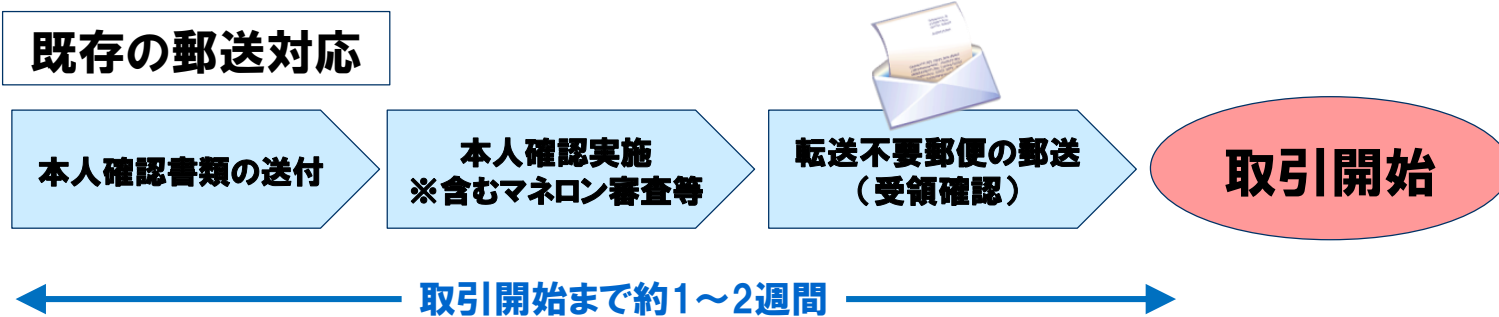 既存の郵送対応
本人確認書類の送付
本人確認実施
※含むマネロン審査等
転送不要郵便の郵送
（受領確認）
取引開始
取引開始まで約1～2週間